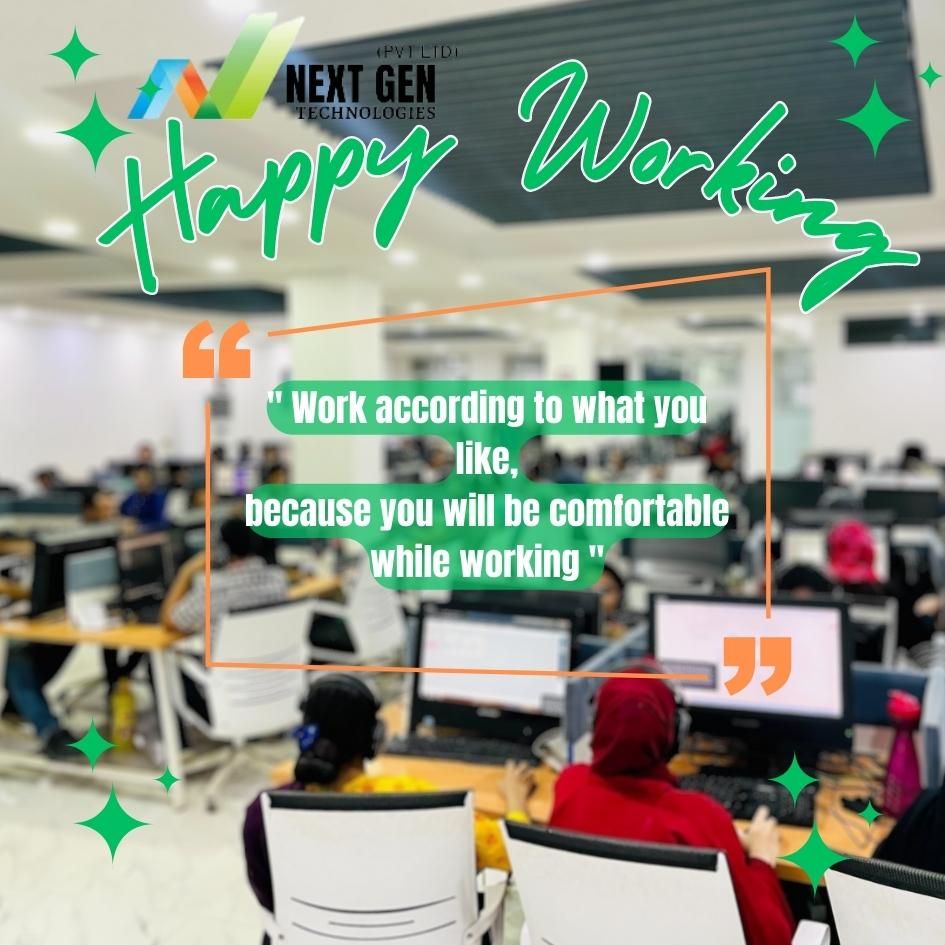 (PVT LTD)
NEXT GEN
TECHNOLOGIES
Happy Working
" Work according to what you
like,
because you will be comfortable
while working "